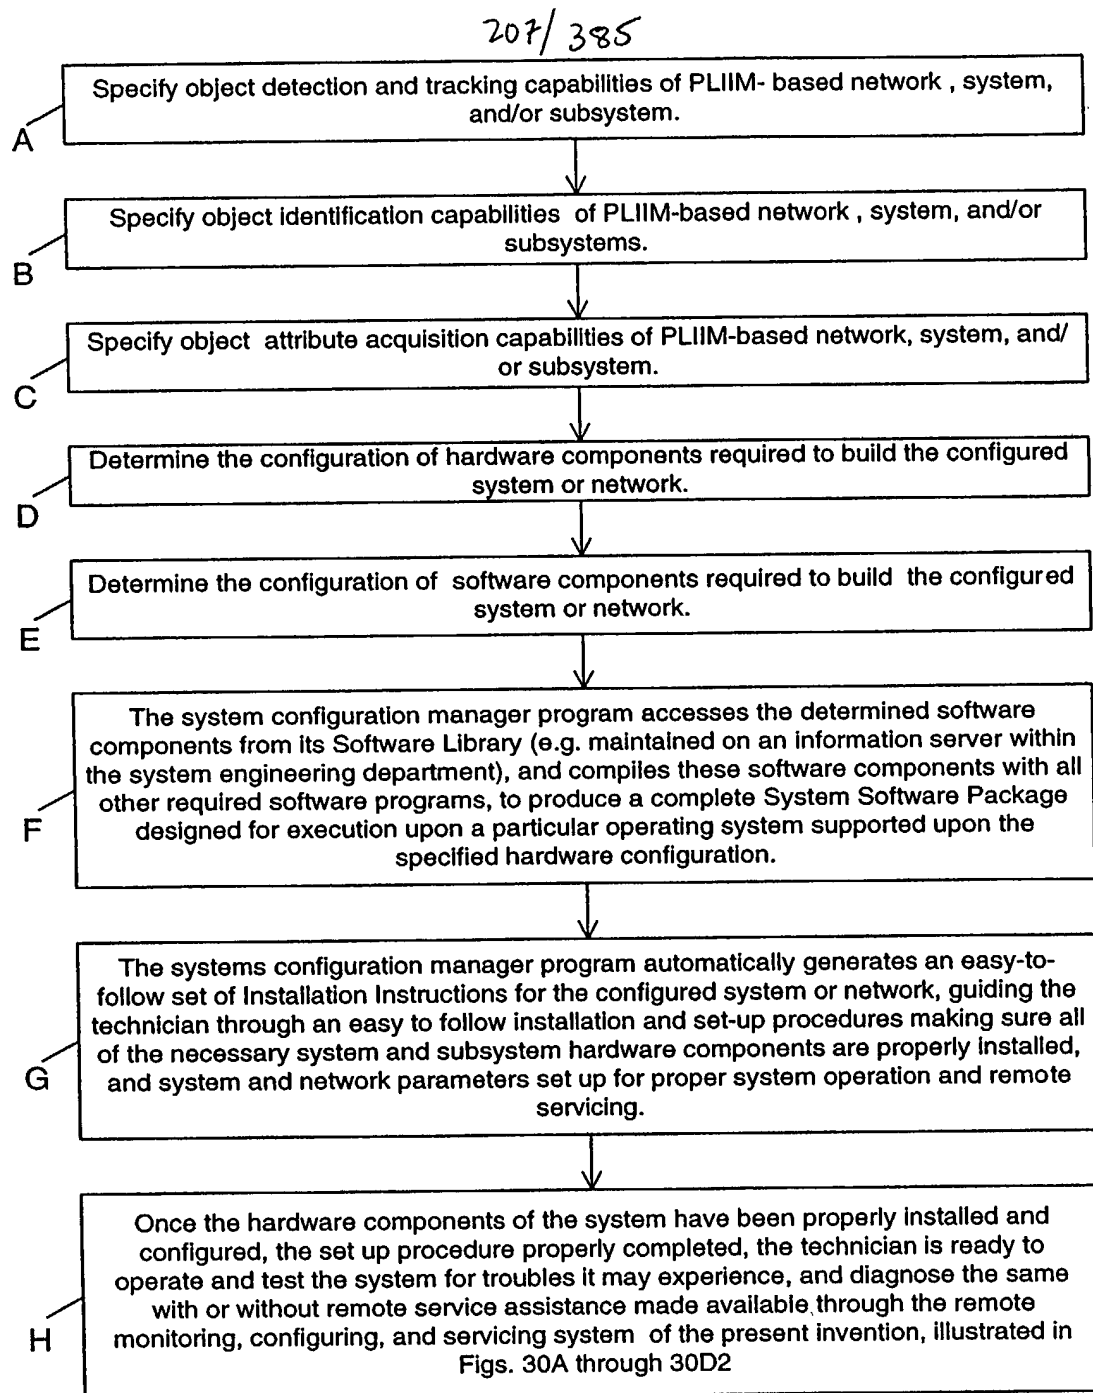 207/385
Specify object detection and tracking capabilities of PLIIM- based network , system,
and/or subsystem.
A
Specify object identification capabilities of PLIIM-based network , system, and/or
subsystems.
B
Specify object attribute acquisition capabilities of PLIIM-based network, system, and/
or subsystem.
C
Determine the configuration of hardware components required to build the configured
system or network.
D
Determine the configuration of software components required to build the configured
system or network.
E
The system configuration manager program accesses the determined software
components from its Software Library (e.g. maintained on an information server within
the system engineering department), and compiles these software components with all
other required software programs, to produce a complete System Software Package
designed for execution upon a particular operating system supported upon the
specified hardware configuration.
F
The systems configuration manager program automatically generates an easy-to-
follow set of Installation Instructions for the configured system or network, guiding the
technician through an easy to follow installation and set-up procedures making sure all
of the necessary system and subsystem hardware components are properly installed,
and system and network parameters set up for proper system operation and remote
servicing.
G
Once the hardware components of the system have been properly installed and
configured, the set up procedure properly completed, the technician is ready to
operate and test the system for troubles it may experience, and diagnose the same
with or without remote service assistance made available through the remote
monitoring, configuring, and servicing system of the present invention, illustrated in
Figs. 30A through 30D2
H